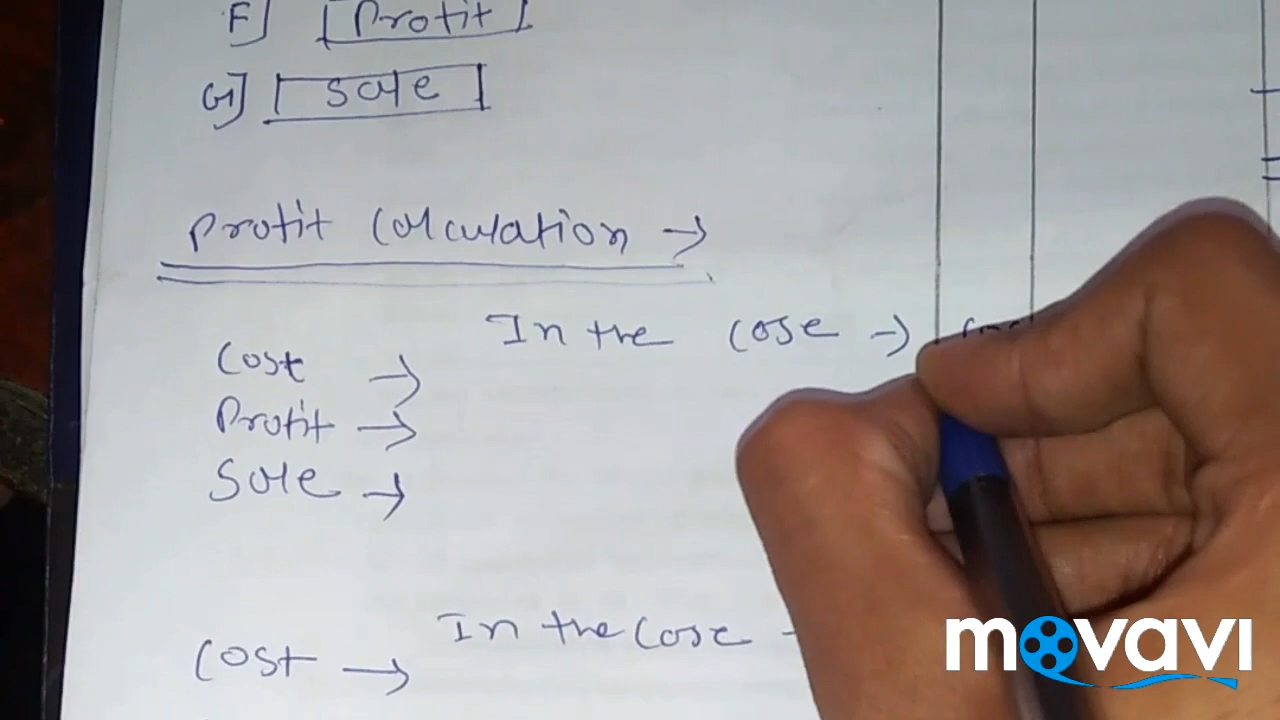 F] [Profit]
G] [Sale]
Profit Calculation →
In the case →
Cost →
Profit →
Sale →
In the case
Cost →
movavi